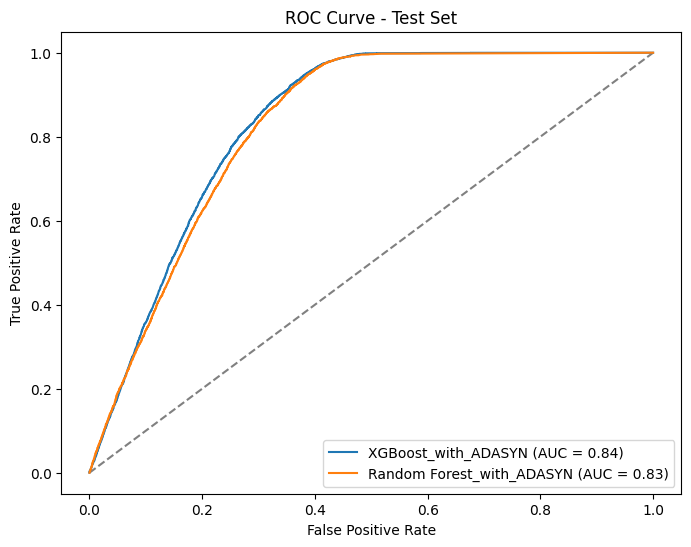 ROC Curve - Test Set
True Positive Rate
1.0
0.8
0.6
0.4
0.2
0.0
XGBoost_with_ADASYN (AUC = 0.84)
Random Forest_with_ADASYN (AUC = 0.83)
0.0 0.2 0.4 0.6 0.8 1.0
False Positive Rate